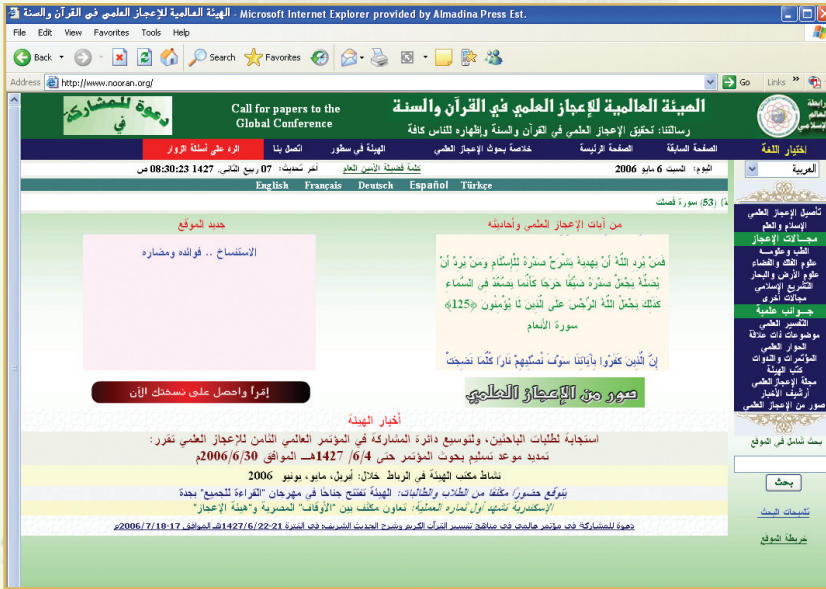 الهيئة العالمية للإعجاز العلمي في القرآن والسنة - Microsoft Internet Explorer provided by Almadina Press Est.
File Edit View Favorites Tools Help
Back Search Favorites
Address http://www.nooran.org/ Go Links »
دعوة للمشاركة في
Call for papers to the
Global Conference
الهيئة العالمية للإعجاز العلمي في القرآن والسنة
رسالتنا: تحقيق الإعجاز العلمي في القرآن والسنة وإظهاره للناس كافة
رابطة
العالم
الإسلامي
اختيار اللغة
الصفحة السابقة الصفحة الرئيسة خلاصة بحوث الإعجاز العلمي الهيئة في سطور اتصل بنا الرد على أسئلة الزوار
العربية
اليوم: السبت 6 مايو 2006 كلمة فضيلة الأمين العام آخر تحديث: 07 ربيع الثاني, 1427 08:30:23 ص
English Français Deutsch Español Türkçe
(53) سورة فصلت
تأصيل الإعجاز العلمي
الإسلام و العلم
مجـالات الإعجاز
الطب و علومـه
علوم الفلك والفضاء
علوم الأرض والبحار
التشريع الإسلامي
مجالات أخرى
جـوانب علمية
التفسير العلمي
موضوعات ذات علاقة
الحوار العلمي
المؤتمرات و الندوات
كتب الهيئة
مجلة الإعجاز العلمي
أرشيف الأخبار
صور من الإعجاز العلمي
بحث شامل في الموقع
بحث
تلميحات البحث
خريطة الموقع
من آيات الإعجاز العلمي وأحاديثه
فَمَنْ يُرِدِ اللَّهُ أَنْ يَهْدِيَهُ يَشْرَحْ صَدْرَهُ لِلْإِسْلَامِ وَمَنْ يُرِدْ أَنْ
يُضِلَّهُ يَجْعَلْ صَدْرَهُ ضَيِّقًا حَرَجًا كَأَنَّمَا يَصَّعَّدُ فِي السَّمَاءِ
كَذَلِكَ يَجْعَلُ اللَّهُ الرِّجْسَ عَلَى الَّذِينَ لَا يُؤْمِنُونَ ﴿125﴾
سورة الأنعام
إِنَّ الَّذِينَ كَفَرُوا بِآيَاتِنَا سَوْفَ نُصْلِيهِمْ نَارًا كُلَّمَا نَضِجَتْ
جديد الموقع
الاستنساخ .. فوائده ومضاره
صور من الإعجاز العلمي
إقرأ واحصل على نسختك الآن
أخبار الهيئة
استجابة لطلبات الباحثين، ولتوسيع دائرة المشاركة في المؤتمر العالمي الثامن للإعجاز العلمي تقرر:
تمديد موعد تسليم بحوث المؤتمر حتى 6/4/ 1427هـ الموافق 2006/6/30م
نشاط مكتب الهيئة في الرباط خلال: أبريل، مايو، يونيو 2006
يتوقع حضورا مكثفا من الطلاب والطالبات: الهيئة تفتتح جناحا في مهرجان "القراءة للجميع" بجدة
الإسكندرية تشهد أول ثماره العملية: تعاون مكثف بين "الأوقاف" المصرية و"هيئة الإعجاز"
دعوة للمشاركة في مؤتمر عالمي في مناهج تفسير القرآن الكريم وشرح الحديث الشريف: في الفترة 21-1427/6/22هـ الموافق 17-2006/7/18م